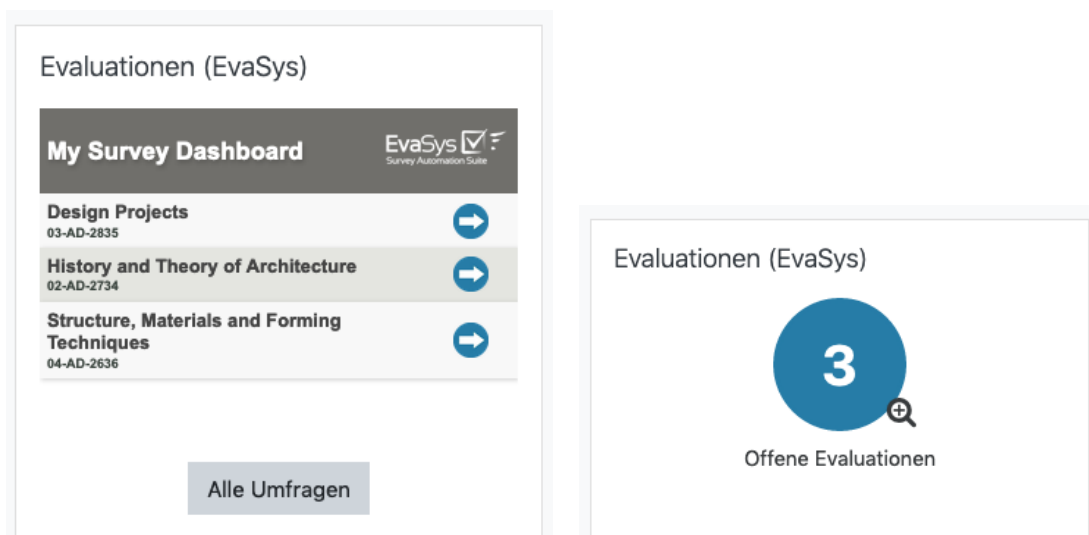 Evaluationen (EvaSys)
My Survey Dashboard
EvaSys
Survey Automation Suite
Design Projects
03-AD-2835
History and Theory of Architecture
02-AD-2734
Structure, Materials and Forming
Techniques
04-AD-2636
Alle Umfragen
Evaluationen (EvaSys)
3
Offene Evaluationen